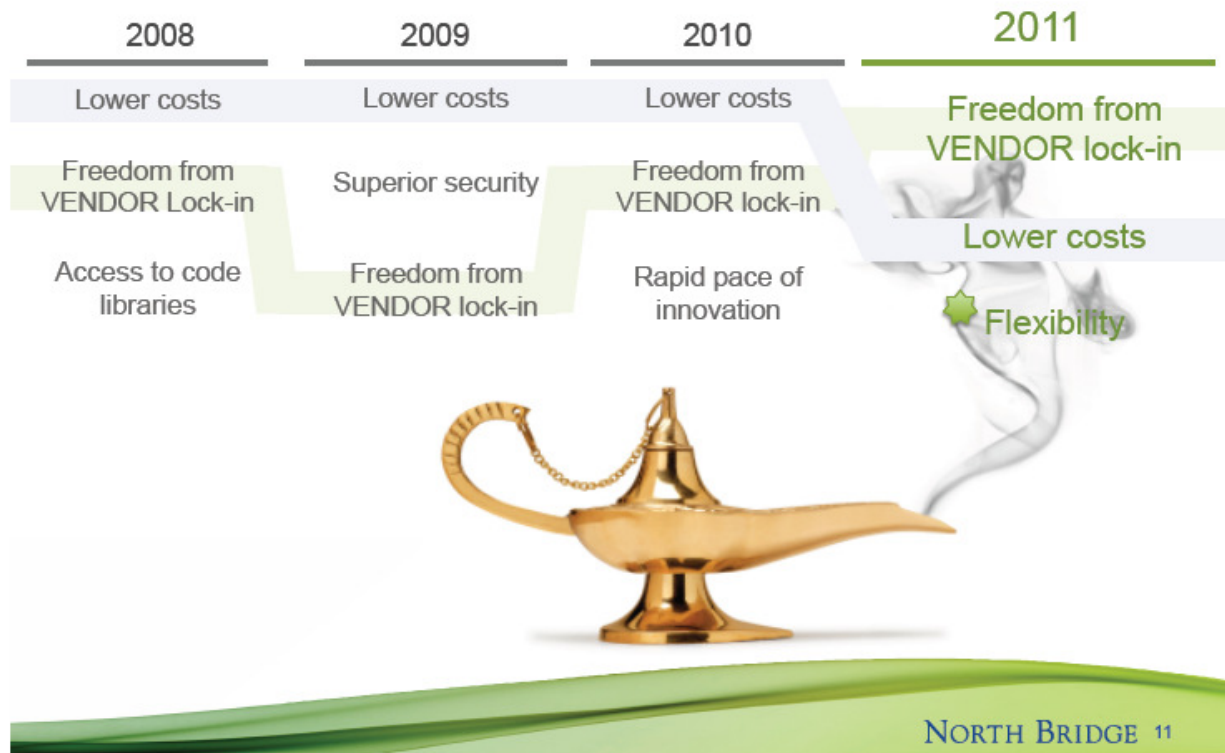 2008
2009
2010
2011
Lower costs
Lower costs
Lower costs
Freedom from
VENDOR lock-in
Freedom from
VENDOR Lock-in
Superior security
Freedom from
VENDOR lock-in
Lower costs
Access to code
libraries
Freedom from
VENDOR lock-in
Rapid pace of
innovation
Flexibility
NORTH BRIDGE 11